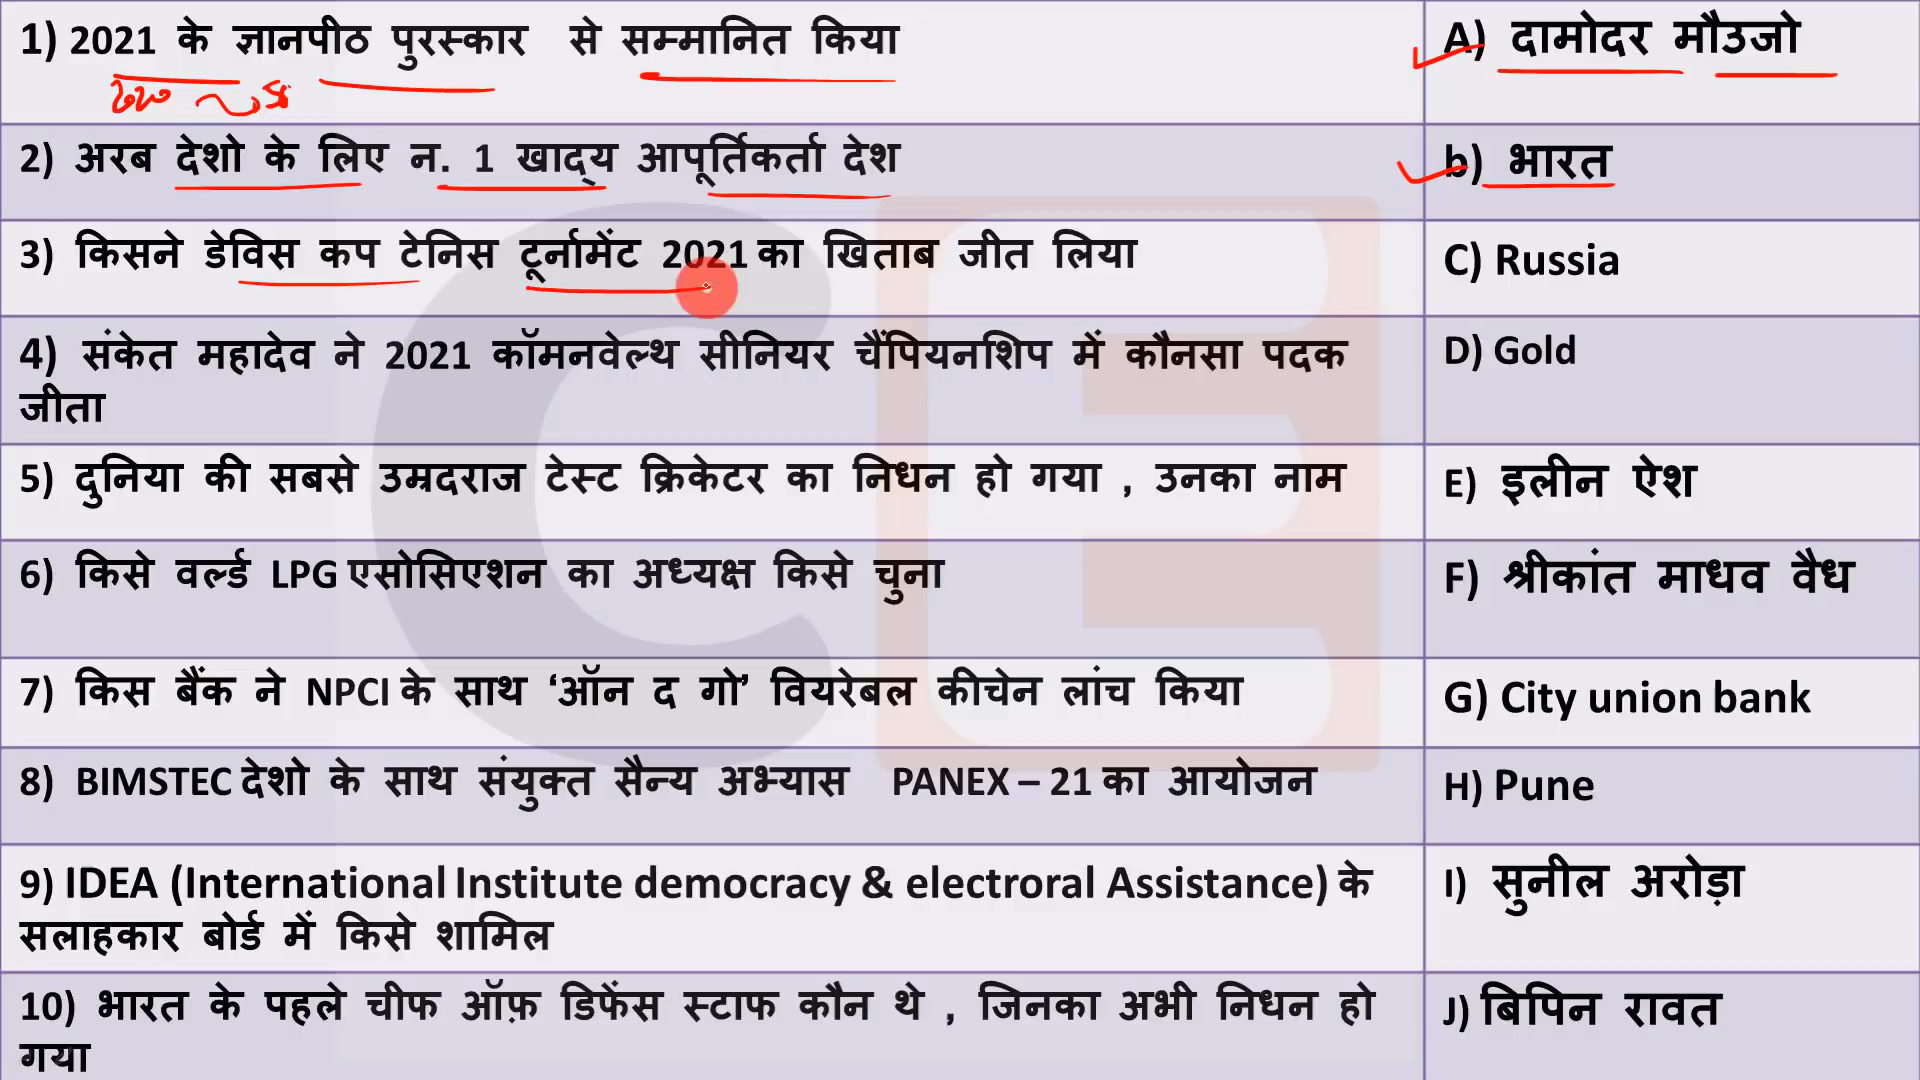 1) 2021 के ज्ञानपीठ पुरस्कार से सम्मानित किया
A) दामोदर मौउजो
2) अरब देशो के लिए न. 1 खाद्य आपूर्तिकर्ता देश
b) भारत
3) किसने डेविस कप टेनिस टूर्नामेंट 2021 का खिताब जीत लिया
C) Russia
4) संकेत महादेव ने 2021 कॉमनवेल्थ सीनियर चैंपियनशिप में कौनसा पदक
जीता
D) Gold
5) दुनिया की सबसे उम्रदराज टेस्ट क्रिकेटर का निधन हो गया , उनका नाम
E) इलीन ऐश
6) किसे वर्ल्ड LPG एसोसिएशन का अध्यक्ष किसे चुना
F) श्रीकांत माधव वैध
7) किस बैंक ने NPCI के साथ ‘ऑन द गो’ वियरेबल कीचेन लांच किया
G) City union bank
8) BIMSTEC देशो के साथ संयुक्त सैन्य अभ्यास PANEX – 21 का आयोजन
H) Pune
9) IDEA (International Institute democracy & electroral Assistance) के
सलाहकार बोर्ड में किसे शामिल
I) सुनील अरोड़ा
10) भारत के पहले चीफ ऑफ़ डिफेंस स्टाफ कौन थे , जिनका अभी निधन हो
गया
J) बिपिन रावत
CE